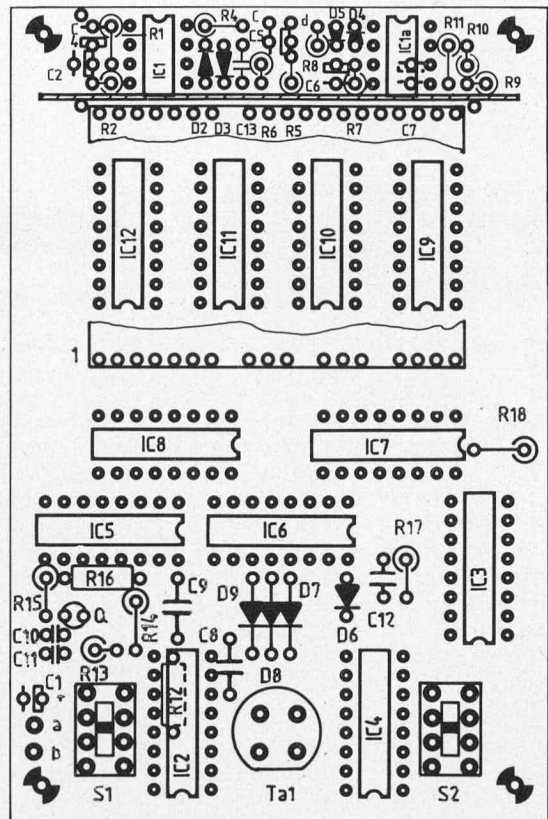 C R1 R4 C D5 D4 R11
4 IC1 C5 d IC1a R10
C2 R8 C6 R9
R2 D2 D3 C13 R6 R5 R7 C7
IC12 IC11 IC10 IC9
1
IC8 IC7 R18
IC5 IC6 R17 IC3
R16 C9 D9 D7
R15 Q R14 C12
C10 C8 D6
C11 D8
R13 R12
C1 IC2 IC4
a
b
S1 Ta1 S2